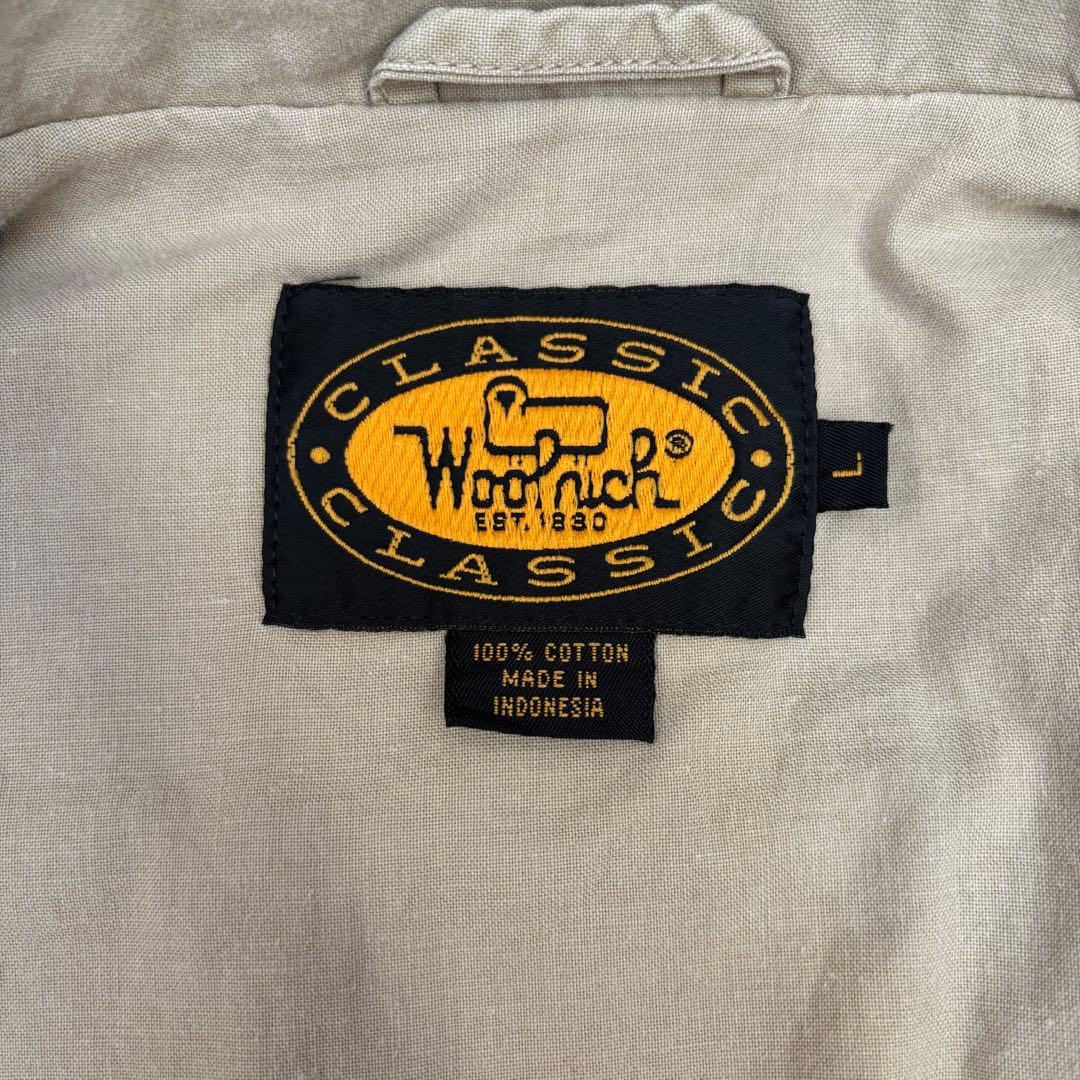 CLASSIC
Woolrich®
EST. 1830
CLASSIC
L
100% COTTON
MADE IN
INDONESIA